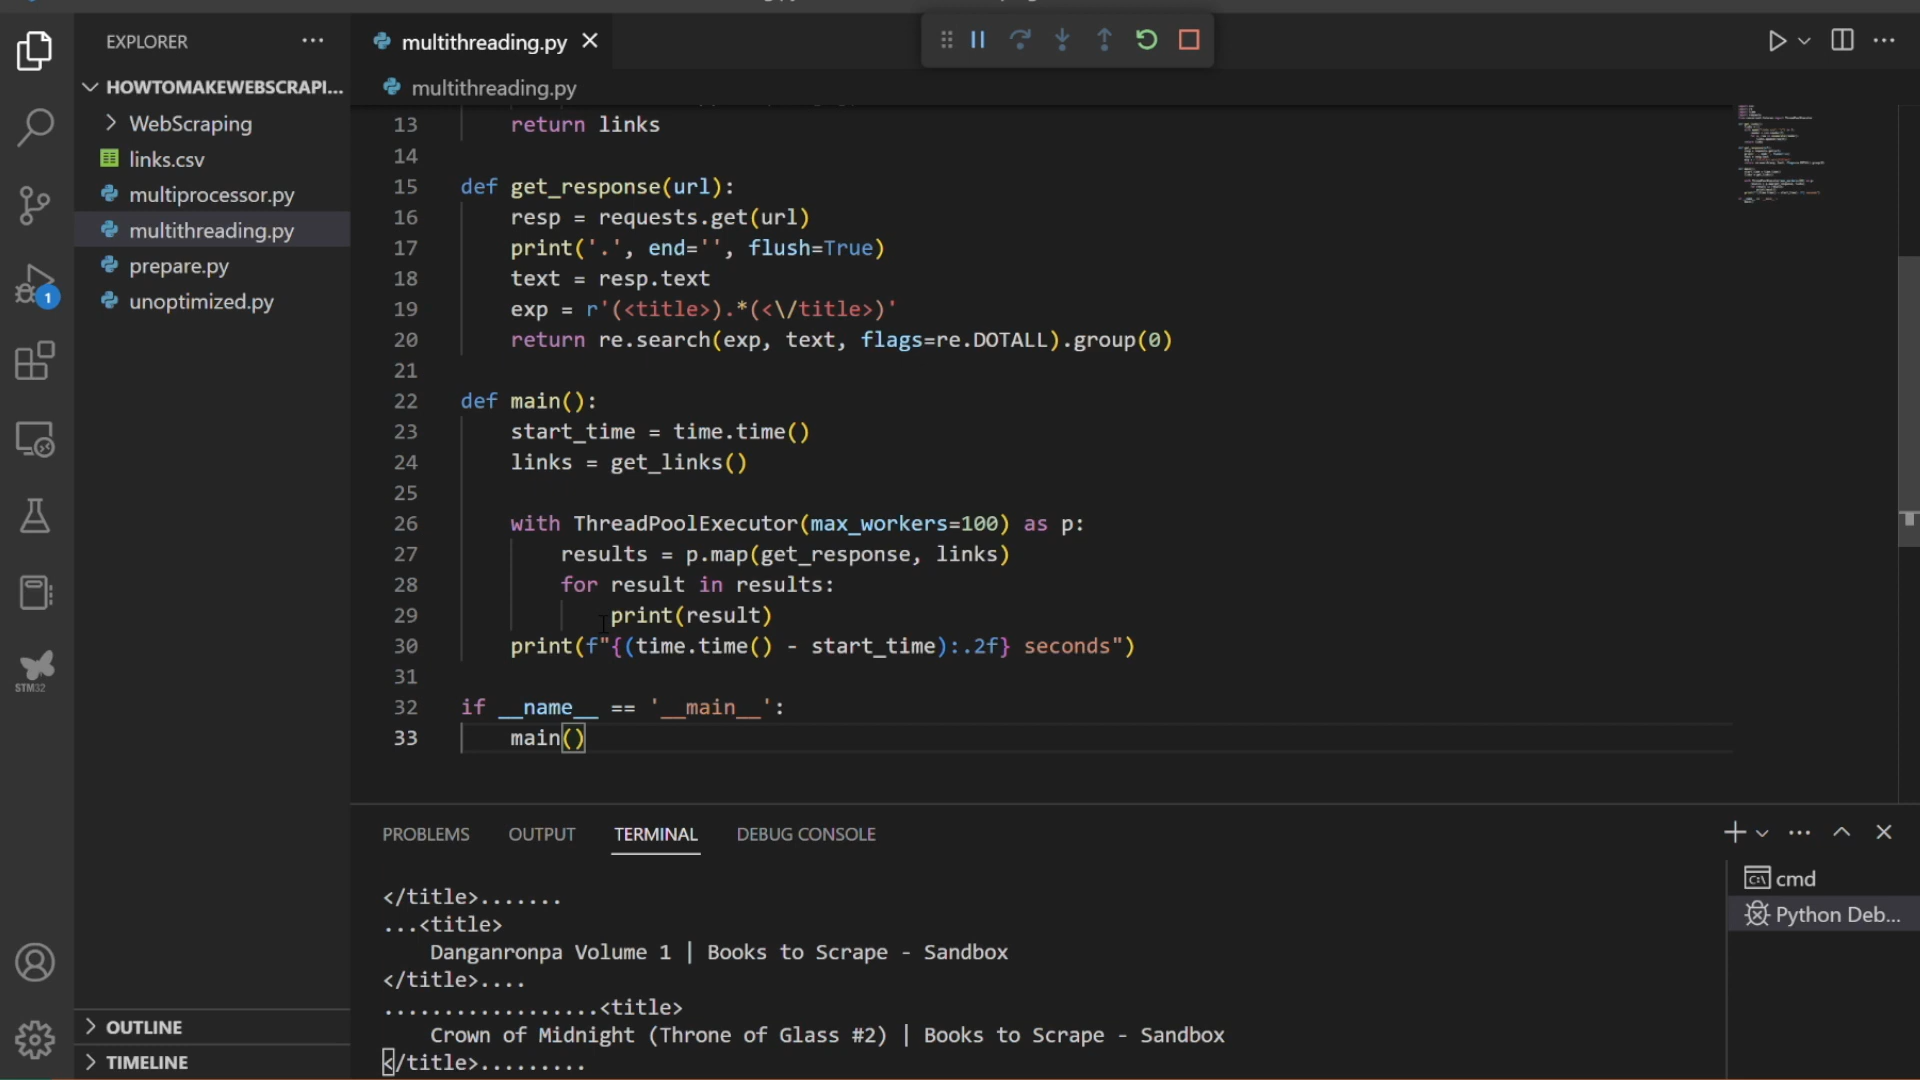 EXPLORER
HOWTOMAKEWEBSCRAPI...
WebScraping
links.csv
multiprocessor.py
multithreading.py
prepare.py
unoptimized.py
1
STM32
OUTLINE
TIMELINE
multithreading.py
multithreading.py
13 return links
14
15 def get_response(url):
16 resp = requests.get(url)
17 print('.', end='', flush=True)
18 text = resp.text
19 exp = r'(<title>).*(<\/title>)'
20 return re.search(exp, text, flags=re.DOTALL).group(0)
21
22 def main():
23 start_time = time.time()
24 links = get_links()
25
26 with ThreadPoolExecutor(max_workers=100) as p:
27 results = p.map(get_response, links)
28 for result in results:
29 print(result)
30 print(f"{(time.time() - start_time):.2f} seconds")
31
32 if __name__ == '__main__':
33 main()
PROBLEMS OUTPUT TERMINAL DEBUG CONSOLE
</title>.......
...<title>
Danganronpa Volume 1 | Books to Scrape - Sandbox
</title>....
..................<title>
Crown of Midnight (Throne of Glass #2) | Books to Scrape - Sandbox
</title>.........
cmd
Python Deb...